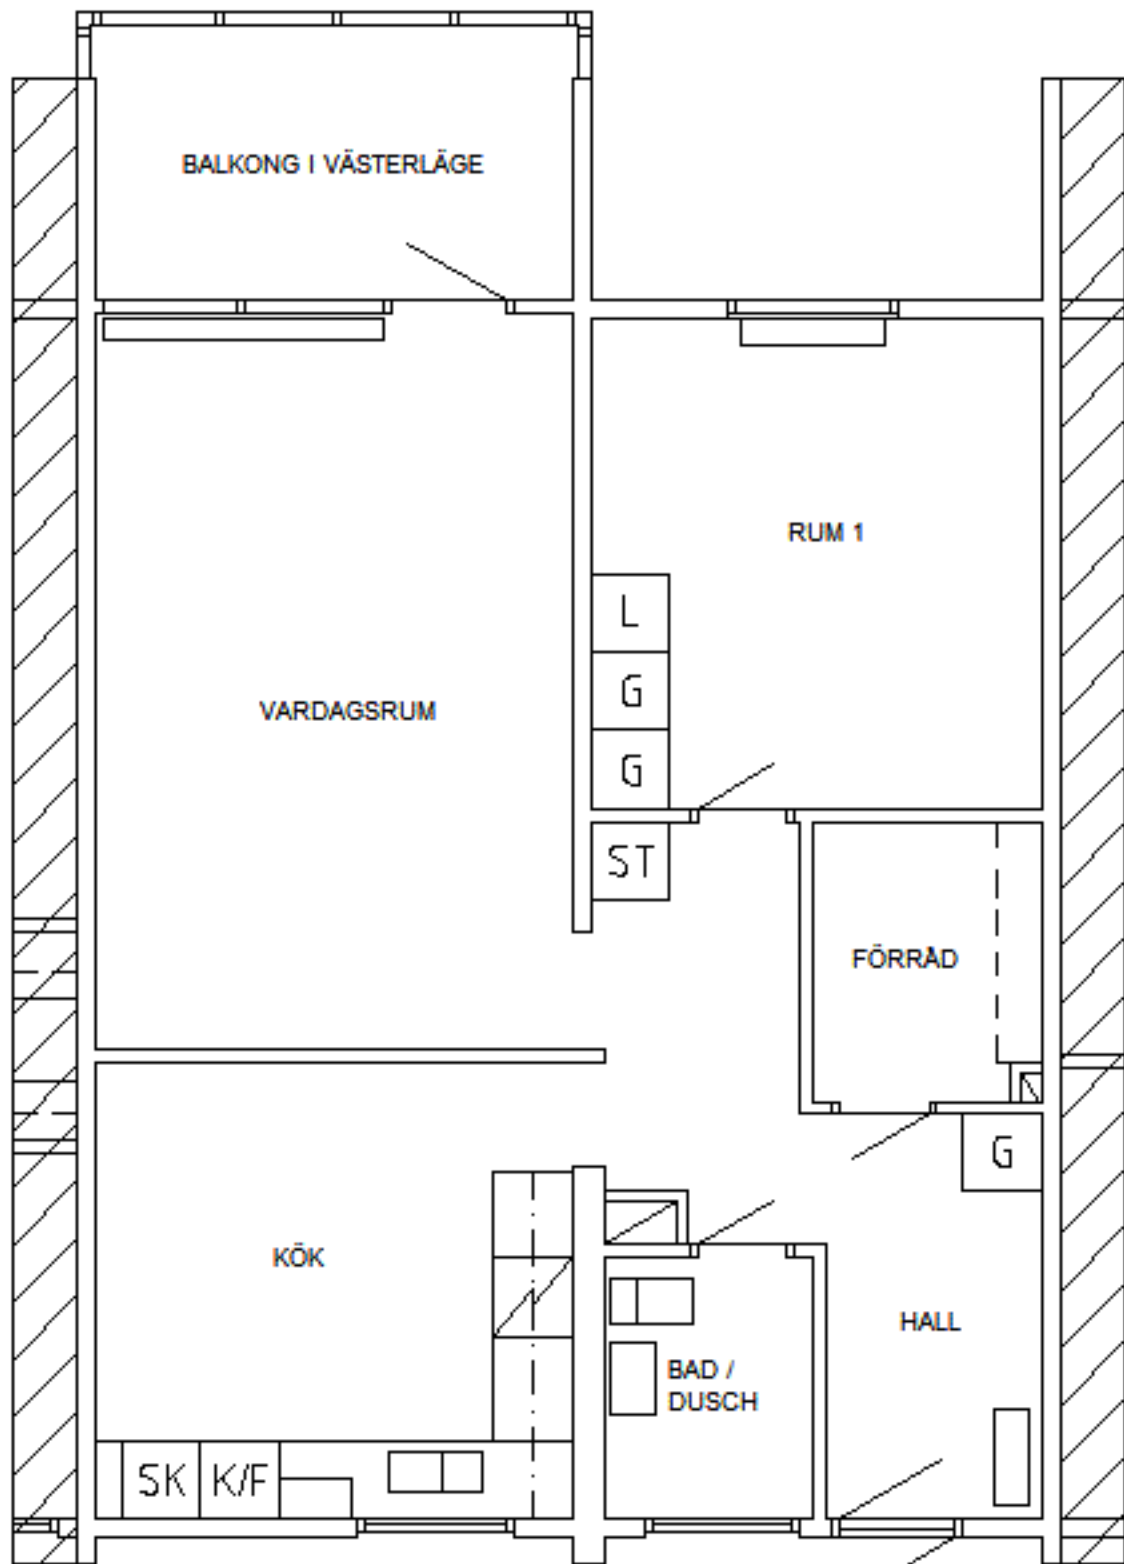 BALKONG I VÄSTERLÄGE
RUM 1
L
G
VARDAGSRUM
G
ST
FÖRRÅD
G
KÖK
HALL
BAD /
DUSCH
SK K/F